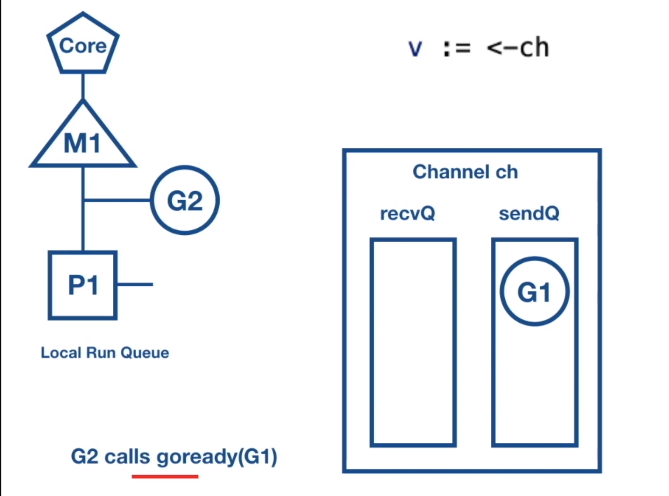 Core
v := <-ch
M1
G2
Channel ch
recvQ
sendQ
P1
G1
Local Run Queue
G2 calls goready(G1)